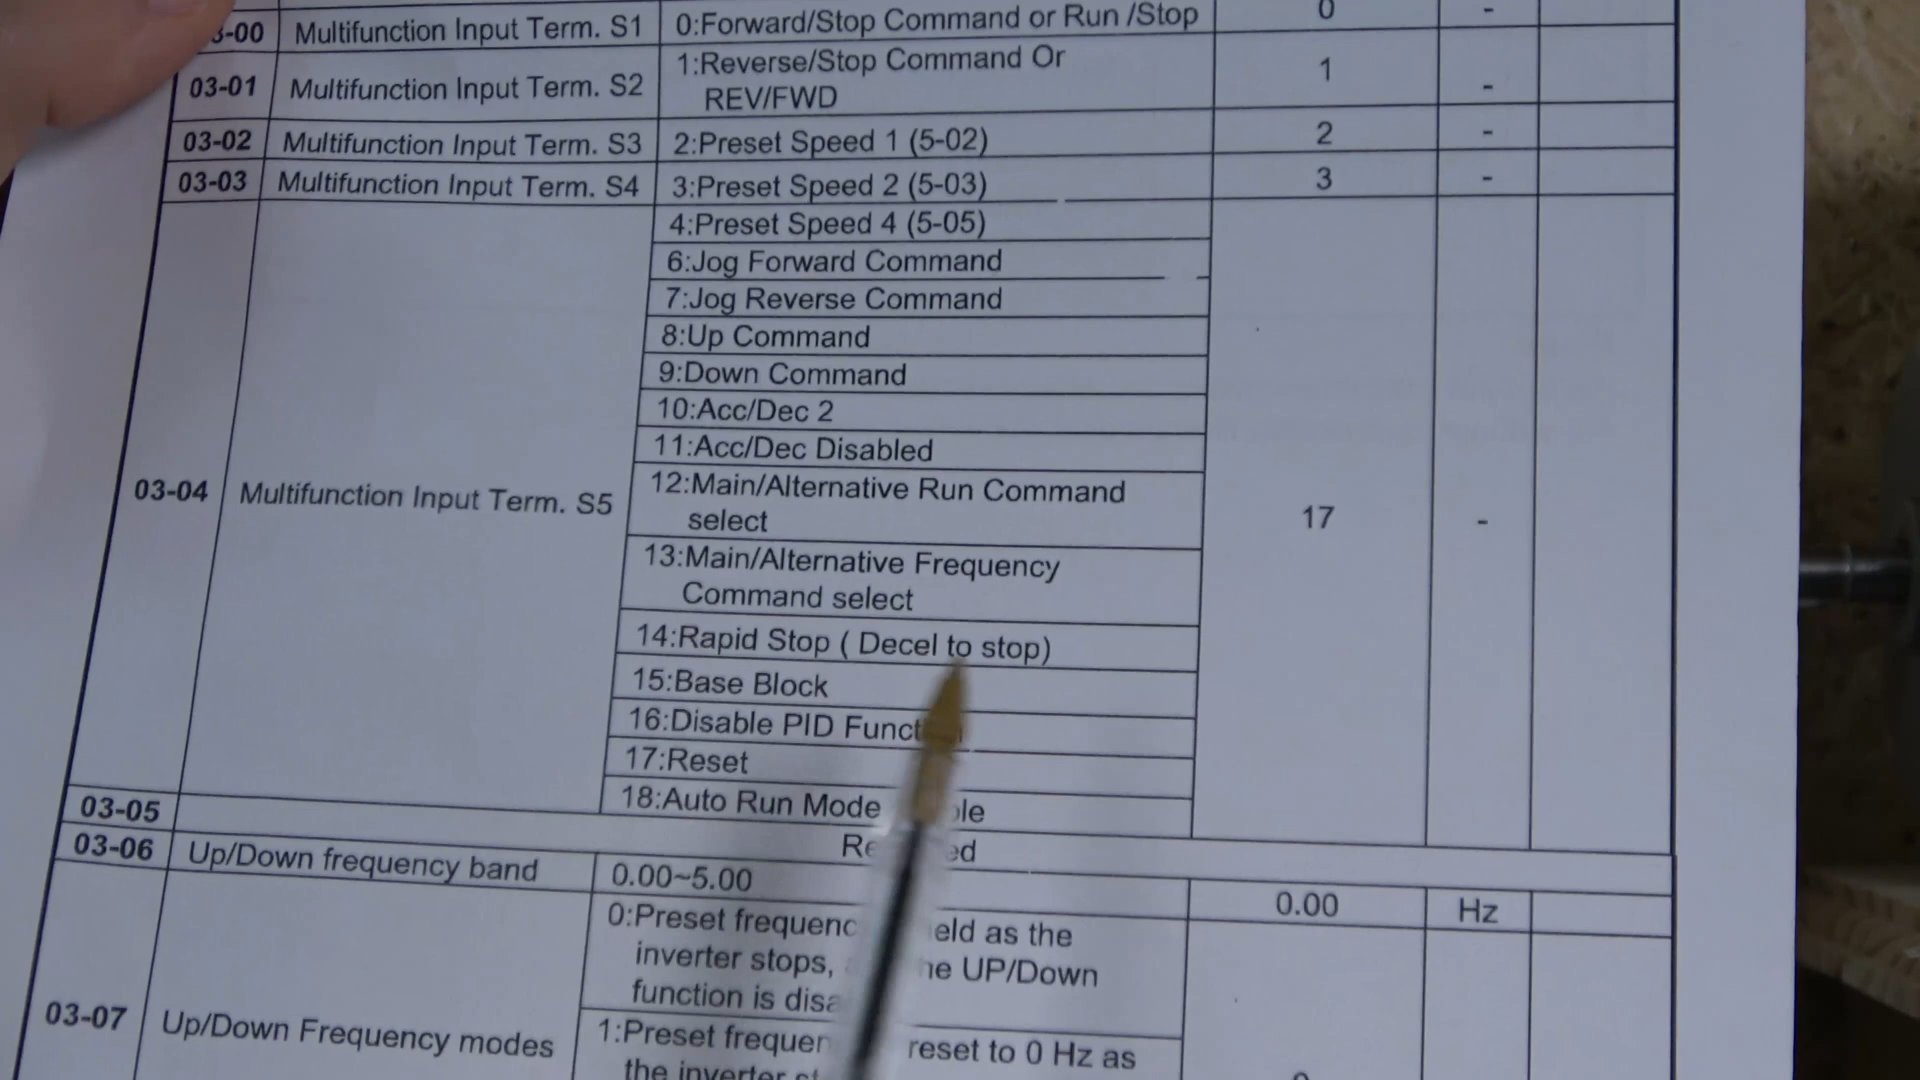 3-00 Multifunction Input Term. S1 0:Forward/Stop Command or Run /Stop 0 -
03-01 Multifunction Input Term. S2 1:Reverse/Stop Command Or 1 -
REV/FWD
03-02 Multifunction Input Term. S3 2:Preset Speed 1 (5-02) 2 -
03-03 Multifunction Input Term. S4 3:Preset Speed 2 (5-03) 3 -
4:Preset Speed 4 (5-05)
6:Jog Forward Command
7:Jog Reverse Command
8:Up Command
9:Down Command
10:Acc/Dec 2
11:Acc/Dec Disabled
03-04 Multifunction Input Term. S5 12:Main/Alternative Run Command 17 -
select
13:Main/Alternative Frequency
Command select
14:Rapid Stop ( Decel to stop)
15:Base Block
16:Disable PID
17:Reset
18:Auto Run Mode
03-05
03-06 Up/Down frequency band 0.00~5.00 0.00 Hz
0:Preset as the
inverter stops, UP/Down
function is
03-07 Up/Down Frequency modes 1:Preset reset to 0 Hz as
the inverter